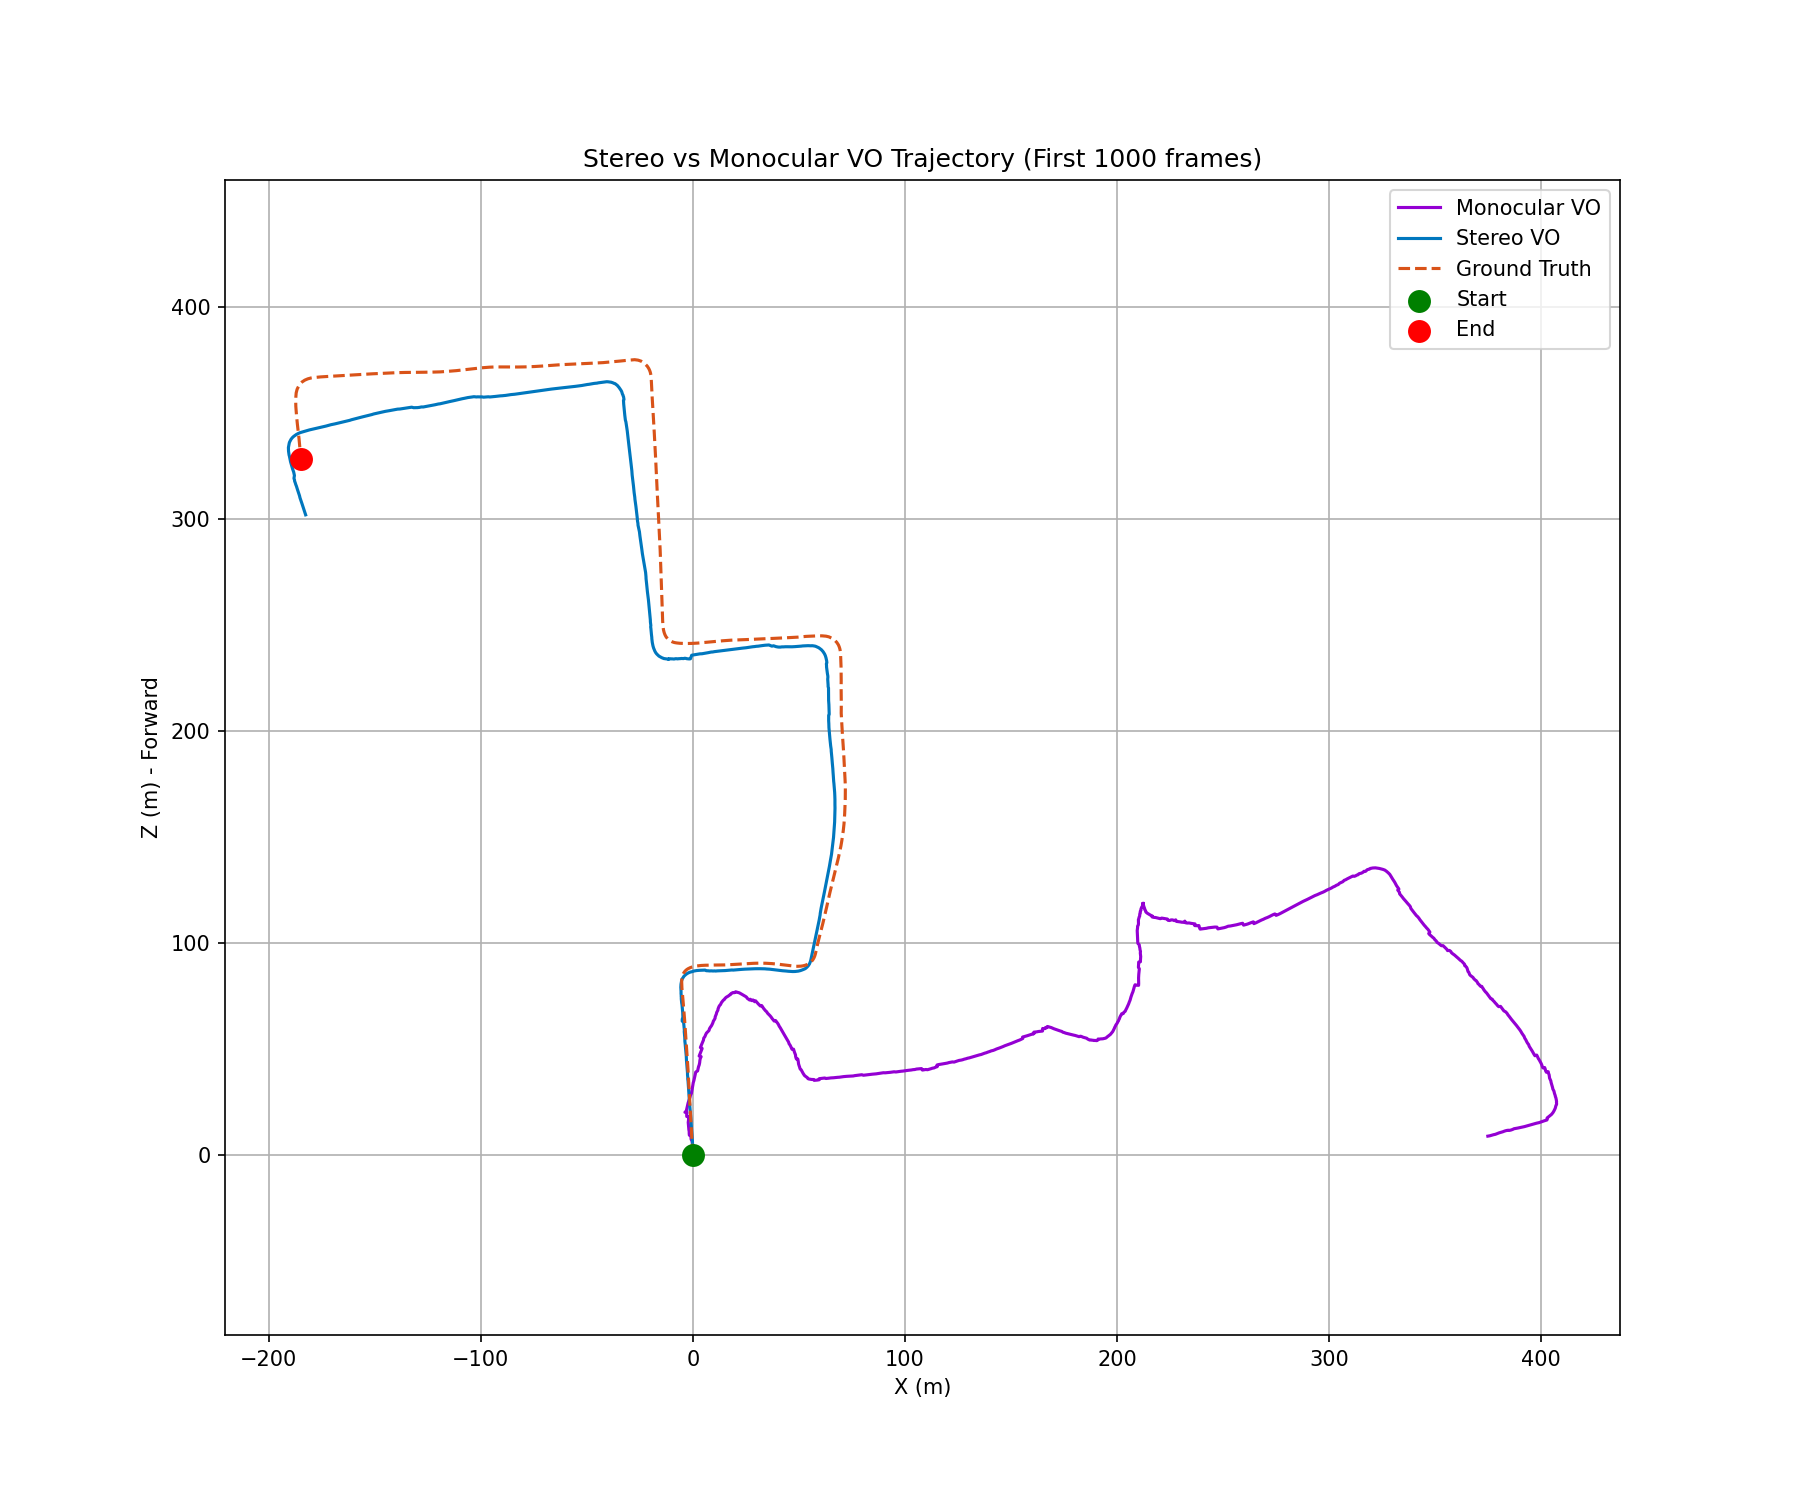 Stereo vs Monocular VO Trajectory (First 1000 frames)
Monocular VO
Stereo VO
Ground Truth
Start
End
400
300
200
100
0
Z (m) - Forward
−200
−100
0
100
200
300
400
X (m)